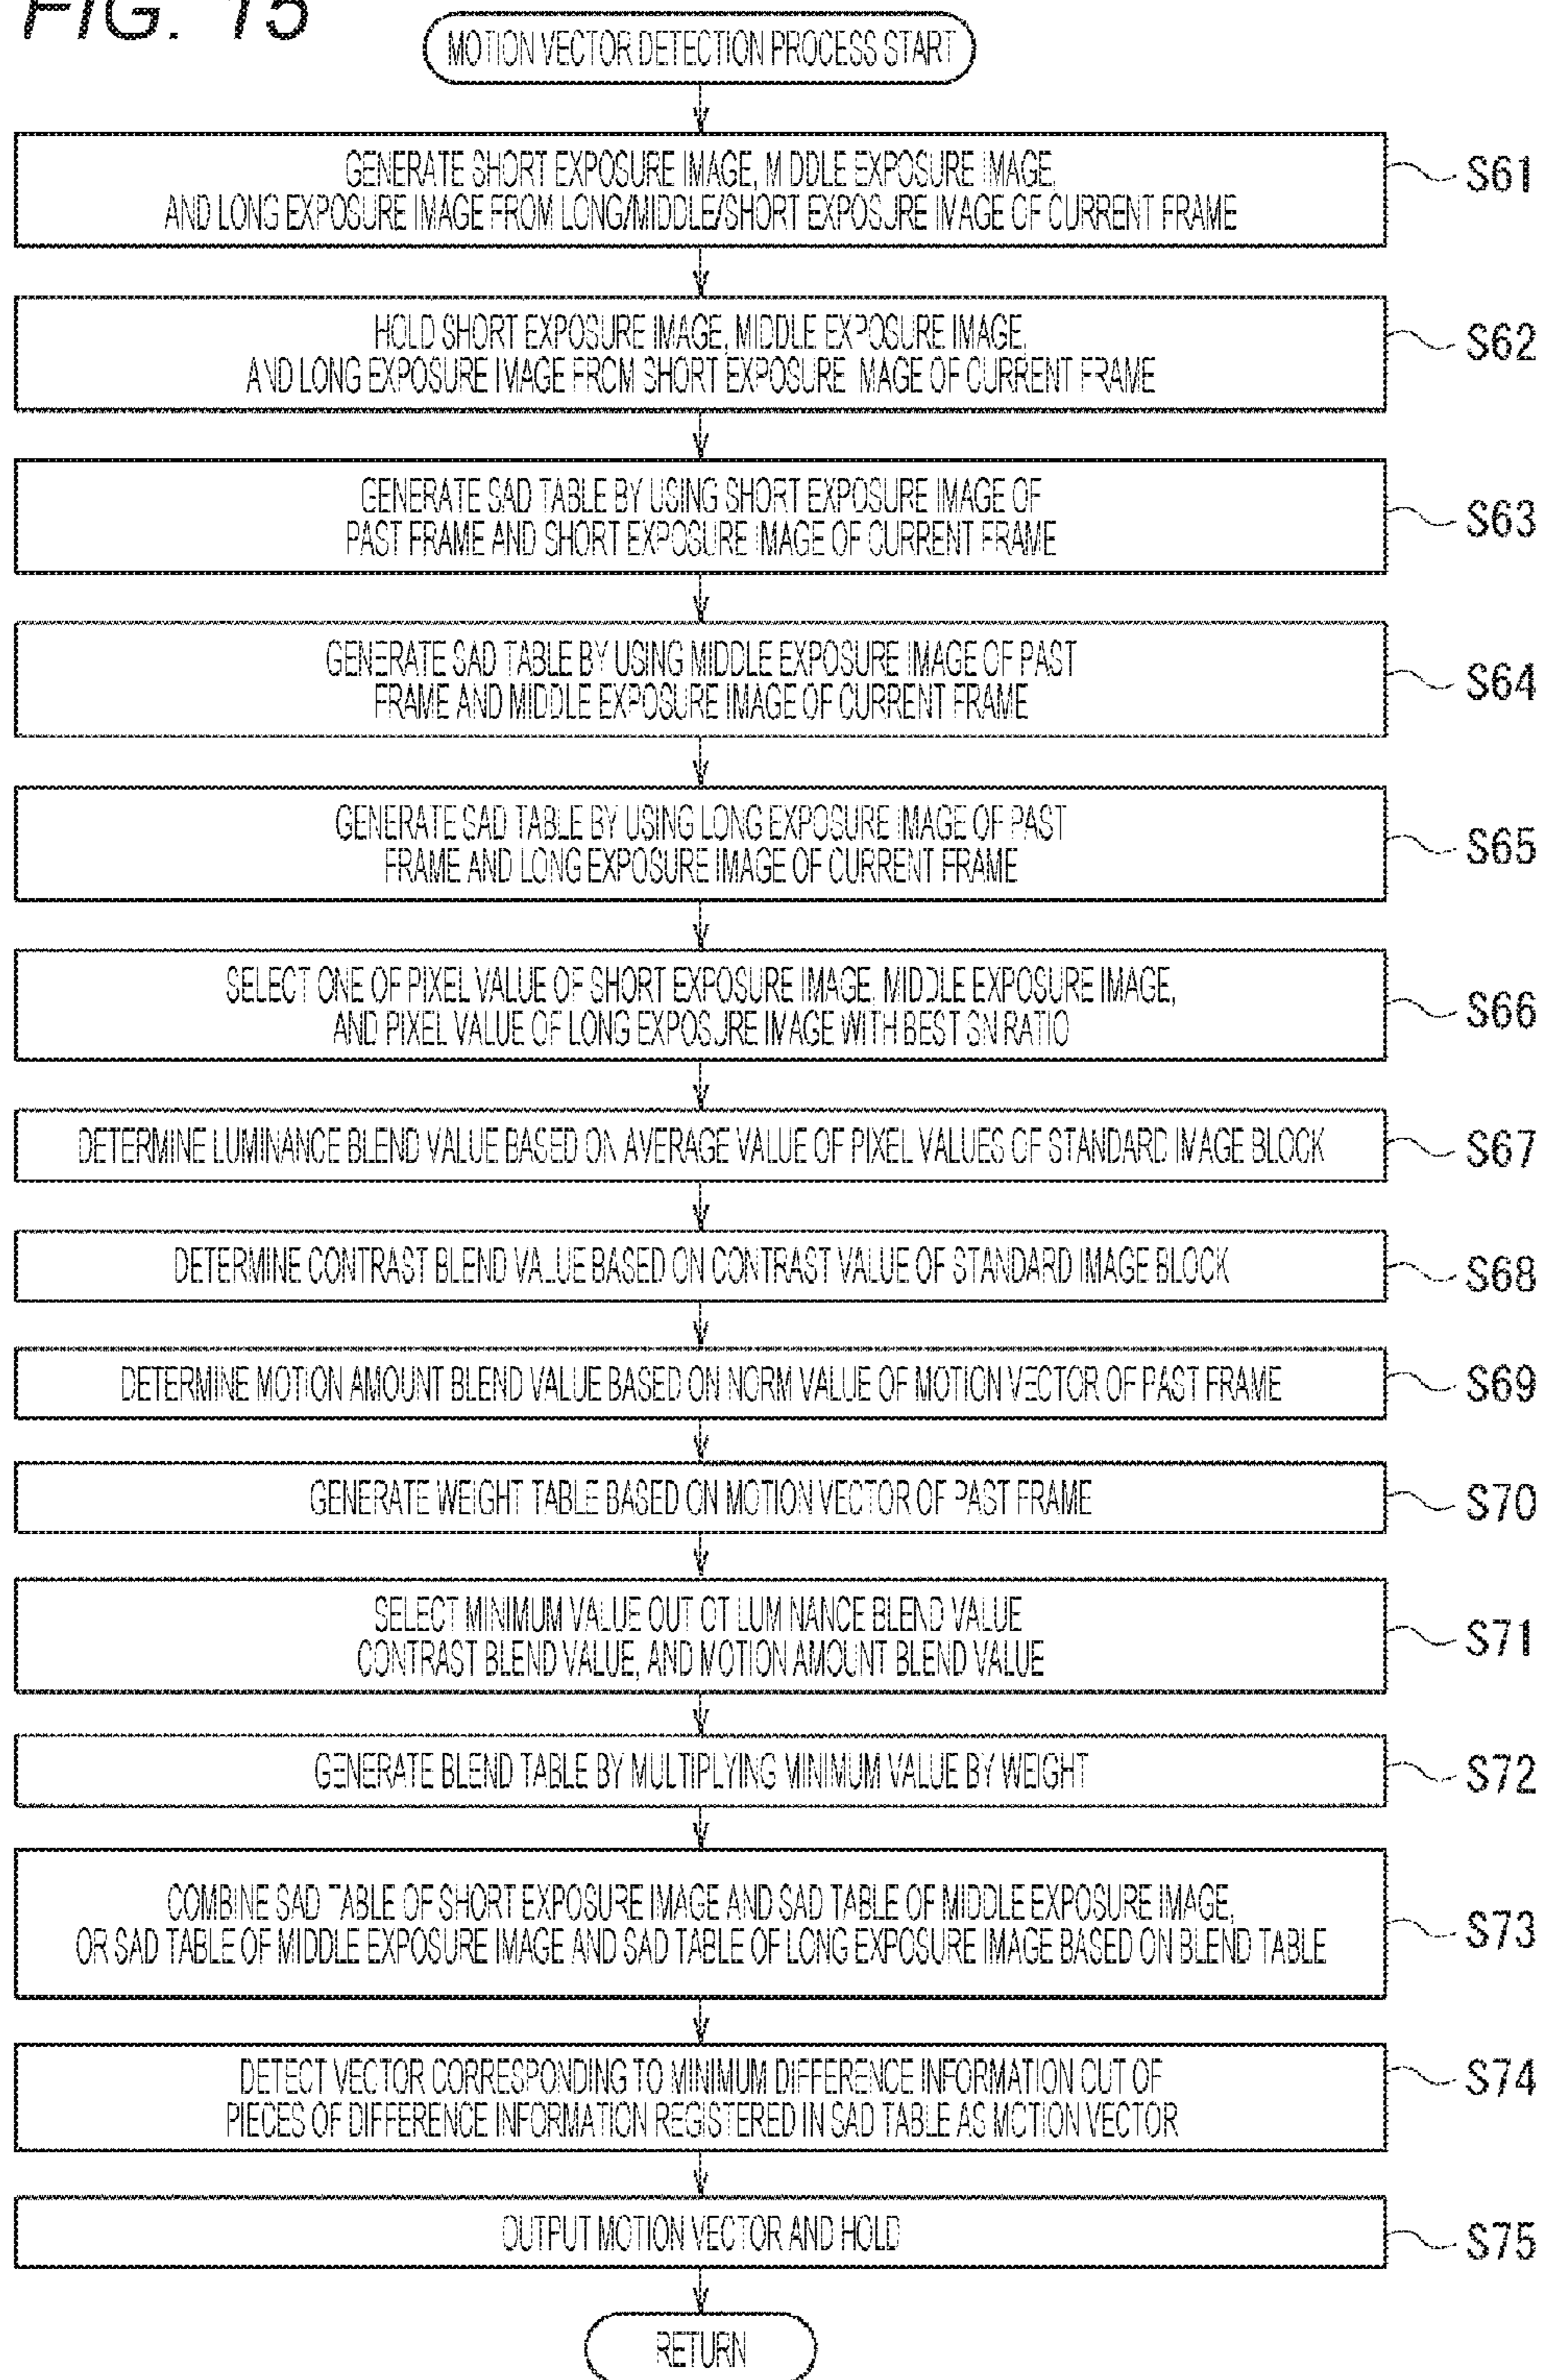 FIG. 15
MOTION VECTOR DETECTION PROCESS START
GENERATE SHORT EXPOSURE IMAGE, MIDDLE EXPOSURE IMAGE,
AND LONG EXPOSURE IMAGE FROM LONG/MIDDLE/SHORT EXPOSURE IMAGE OF CURRENT FRAME
S61
HOLD SHORT EXPOSURE IMAGE, MIDDLE EXPOSURE IMAGE,
AND LONG EXPOSURE IMAGE FROM SHORT EXPOSURE IMAGE OF CURRENT FRAME
S62
GENERATE SAD TABLE BY USING SHORT EXPOSURE IMAGE OF
PAST FRAME AND SHORT EXPOSURE IMAGE OF CURRENT FRAME
S63
GENERATE SAD TABLE BY USING MIDDLE EXPOSURE IMAGE OF PAST
FRAME AND MIDDLE EXPOSURE IMAGE OF CURRENT FRAME
S64
GENERATE SAD TABLE BY USING LONG EXPOSURE IMAGE OF PAST
FRAME AND LONG EXPOSURE IMAGE OF CURRENT FRAME
S65
SELECT ONE OF PIXEL VALUE OF SHORT EXPOSURE IMAGE, MIDDLE EXPOSURE IMAGE,
AND PIXEL VALUE OF LONG EXPOSURE IMAGE WITH BEST SN RATIO
S66
DETERMINE LUMINANCE BLEND VALUE BASED ON AVERAGE VALUE OF PIXEL VALUES OF STANDARD IMAGE BLOCK
S67
DETERMINE CONTRAST BLEND VALUE BASED ON CONTRAST VALUE OF STANDARD IMAGE BLOCK
S68
DETERMINE MOTION AMOUNT BLEND VALUE BASED ON NORM VALUE OF MOTION VECTOR OF PAST FRAME
S69
GENERATE WEIGHT TABLE BASED ON MOTION VECTOR OF PAST FRAME
S70
SELECT MINIMUM VALUE OUT OT LUMINANCE BLEND VALUE
CONTRAST BLEND VALUE, AND MOTION AMOUNT BLEND VALUE
S71
GENERATE BLEND TABLE BY MULTIPLYING MINIMUM VALUE BY WEIGHT
S72
COMBINE SAD TABLE OF SHORT EXPOSURE IMAGE AND SAD TABLE OF MIDDLE EXPOSURE IMAGE,
OR SAD TABLE OF MIDDLE EXPOSURE IMAGE AND SAD TABLE OF LONG EXPOSURE IMAGE BASED ON BLEND TABLE
S73
DETECT VECTOR CORRESPONDING TO MINIMUM DIFFERENCE INFORMATION OUT OF
PIECES OF DIFFERENCE INFORMATION REGISTERED IN SAD TABLE AS MOTION VECTOR
S74
OUTPUT MOTION VECTOR AND HOLD
S75
RETURN